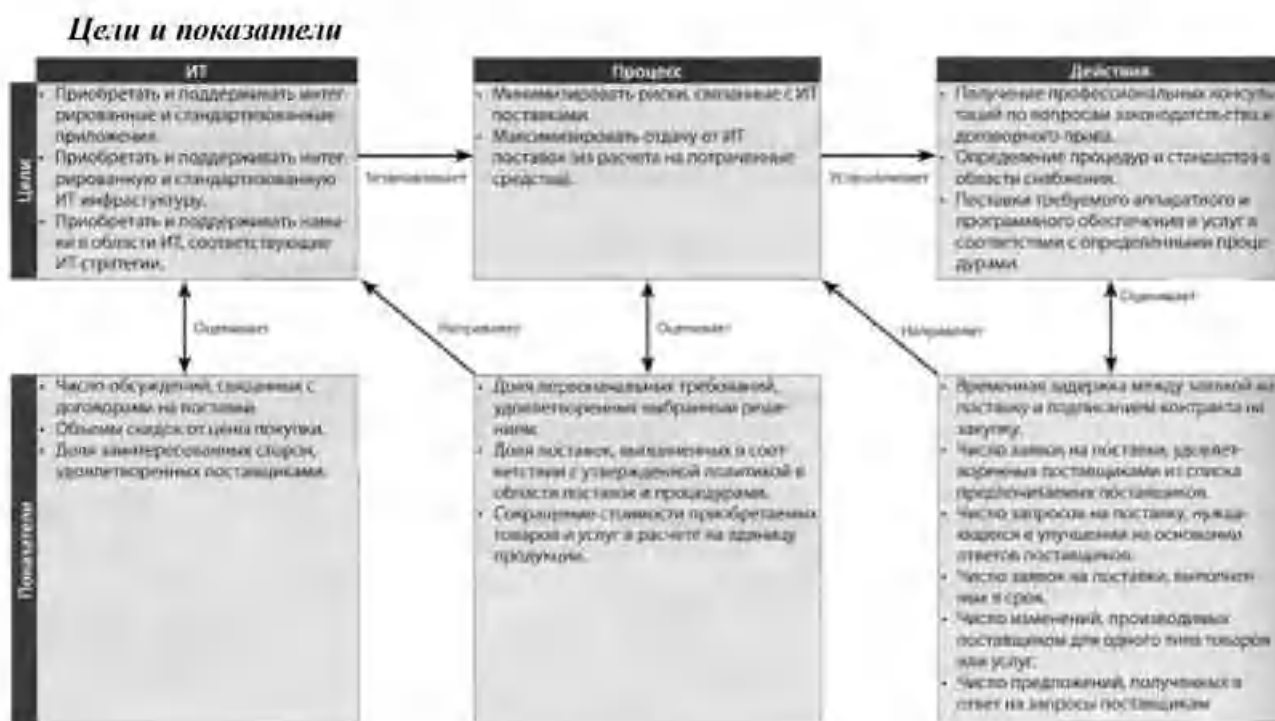 Цели и показатели
ИТ
Процесс
Действия
Цели
• Приобретать и поддерживать интег
рированные и стандартизованные
приложения.
• Приобретать и поддерживать интег
рированную и стандартизованную
ИТ инфрастуктуру.
• Приобретать и поддерживать навы
ки в области ИТ, соответствующие
ИТ стратегии.
Устанавливает
• Минимизировать риски, связанные с ИТ
поставками.
• Максимизировать отдачу от ИТ
поставок (из расчета на потраченные
средства).
Устанавливает
• Получение профессиональных консуль
таций по вопросам законодательства и
договорного права.
• Определение процедур и стандартов в
области снабжения.
• Поставки требуемого аппаратного и
программного обеспечения и услуг в
соответствии с определенными проце
дурами.
Оценивает
Направляет
Оценивает
Направляет
Оценивает
Показатели
• Число обсуждений, связанных с
договорами на поставки
• Объемы скидок от цены покупки.
• Доля заинтересованных сторон,
удовлетворенных поставщиками.
• Доля первоначальных требований,
удовлетворенных выбранным реше-
нием.
• Доля поставок, выполненных в соот-
ветствии с утвержденной политикой в
области поставок и процедурами.
• Сокращение стоимости приобретаемых
товаров и услуг в расчете на единицу
продукции.
• Временная задержка между заявкой на
поставку и подписанием контракта на
закупку.
• Число заявок на поставки, удовлет-
воренных поставщиками из списка
предпочитаемых поставщиков.
• Число запросов на поставку, нужда-
ющихся в улучшении на основании
ответов поставщиков.
• Число заявок на поставки, выполнен-
ных в срок.
• Число изменений, производимых
поставщиком для одного типа товаров
или услуг.
• Число предложений, полученных в
ответ на запросы поставщикам